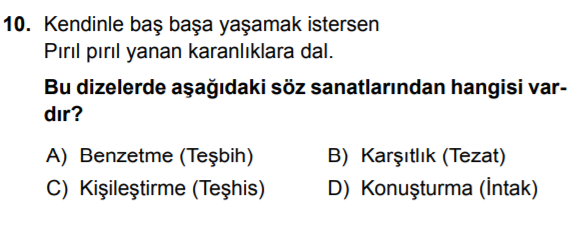 10. Kendinle baş başa yaşamak istersen
Pırıl pırıl yanan karanlıklara dal.
Bu dizelerde aşağıdaki söz sanatlarından hangisi var-
dır?
A) Benzetme (Teşbih) B) Karşıtlık (Tezat)
C) Kişileştirme (Teşhis) D) Konuşturma (İntak)